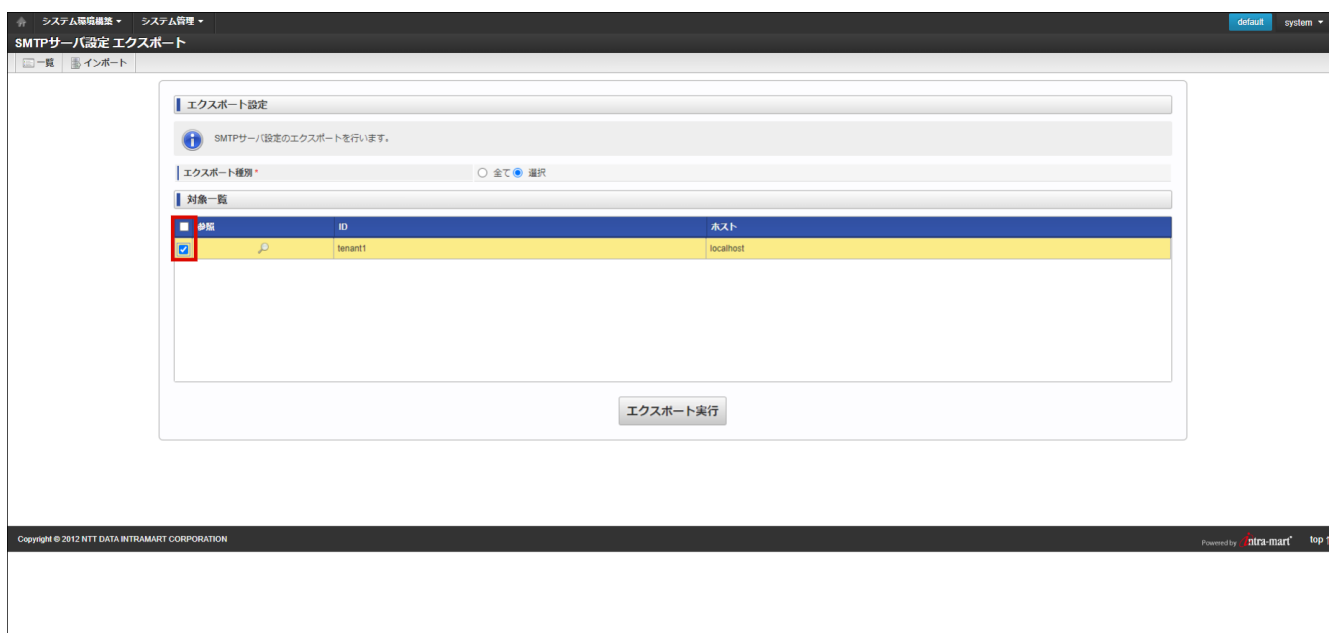 システム環境構築 システム管理 default system
SMTPサーバ設定 エクスポート
一覧 インポート
エクスポート設定
SMTPサーバ設定のエクスポートを行います。
エクスポート種別* 全て 選択
対象一覧
参照 ID ホスト
tenant1 localhost
エクスポート実行
Copyright © 2012 NTT DATA INTRAMART CORPORATION Powered by intra-mart top